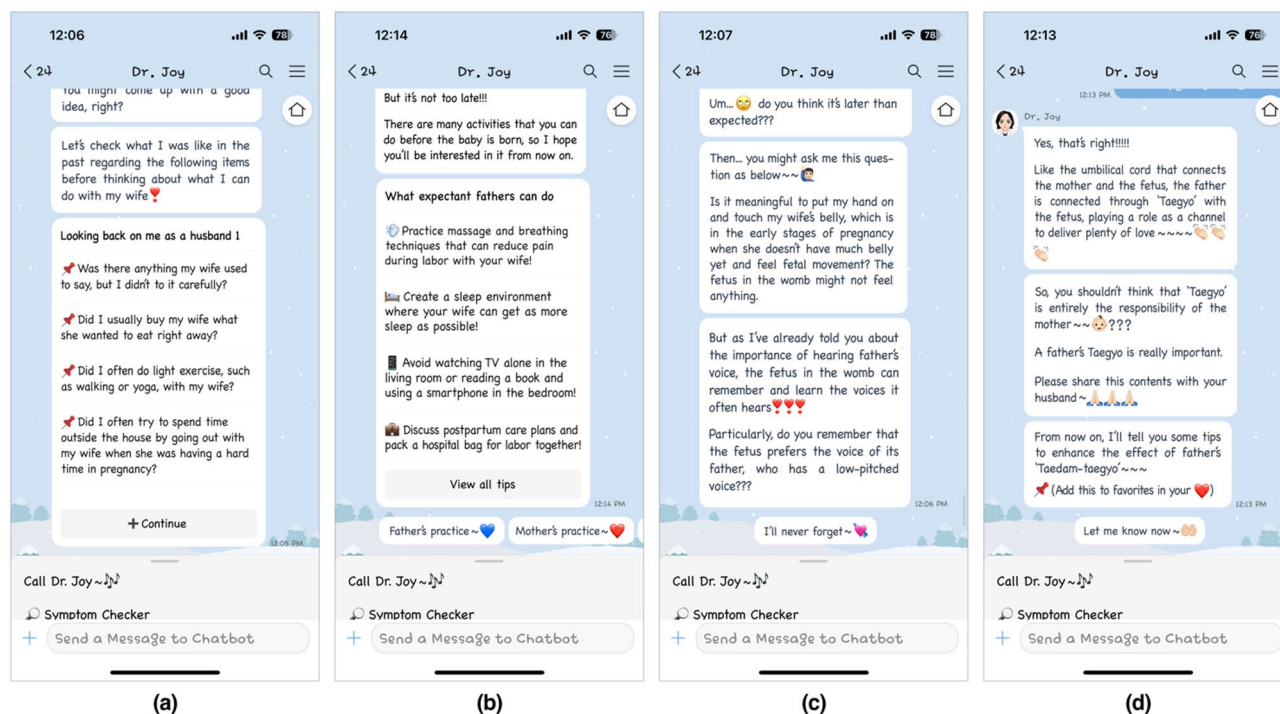 12:06
78
24
Dr. Joy
You might come up with a good
idea, right?
Let's check what I was like in the
past regarding the following items
before thinking about what I can
do with my wife
Looking back on me as a husband 1
Was there anything my wife used
to say, but I didn't to it carefully?
Did I usually buy my wife what
she wanted to eat right away?
Did I often do light exercise, such
as walking or yoga, with my wife?
Did I often try to spend time
outside the house by going out with
my wife when she was having a hard
time in pregnancy?
+ Continue
12:05 PM
Call Dr. Joy~
Symptom Checker
+ Send a Message to Chatbot
(a)
12:14
76
24
Dr. Joy
But it's not too late!!!
There are many activities that you can
do before the baby is born, so I hope
you'll be interested in it from now on.
What expectant fathers can do
Practice massage and breathing
techniques that can reduce pain
during labor with your wife!
Create a sleep environment
where your wife can get as more
sleep as possible!
Avoid watching TV alone in the
living room or reading a book and
using a smartphone in the bedroom!
Discuss postpartum care plans and
pack a hospital bag for labor together!
View all tips
12:14 PM
Father's practice~ Mother's practice~
Call Dr. Joy~
Symptom Checker
+ Send a Message to Chatbot
(b)
12:07
78
24
Dr. Joy
Um... do you think it's later than
expected???
Then... you might ask me this ques-
tion as below~~
Is it meaningful to put my hand on
and touch my wife's belly, which is
in the early stages of pregnancy
when she doesn't have much belly
yet and feel fetal movement? The
fetus in the womb might not feel
anything.
But as I've already told you about
the importance of hearing father's
voice, the fetus in the womb can
remember and learn the voices it
often hears
Particularly, do you remember that
the fetus prefers the voice of its
father, who has a low-pitched
voice???
12:06 PM
I'll never forget~
Call Dr. Joy~
Symptom Checker
+ Send a Message to Chatbot
(c)
12:13
76
24
Dr. Joy
12:13 PM
Dr. Joy
Yes, that's right!!!!!
Like the umbilical cord that connects
the mother and the fetus, the father
is connected through 'Taegyo' with
the fetus, playing a role as a channel
to deliver plenty of love ~~~~
So, you shouldn't think that 'Taegyo'
is entirely the responsibility of the
mother~~ ???
A father's Taegyo is really important.
Please share this contents with your
husband~
From now on, I'll tell you some tips
to enhance the effect of father's
'Taedam-taegyo'~~~
(Add this to favorites in your )
12:13 PM
Let me know now~
Call Dr. Joy~
Symptom Checker
+ Send a Message to Chatbot
(d)